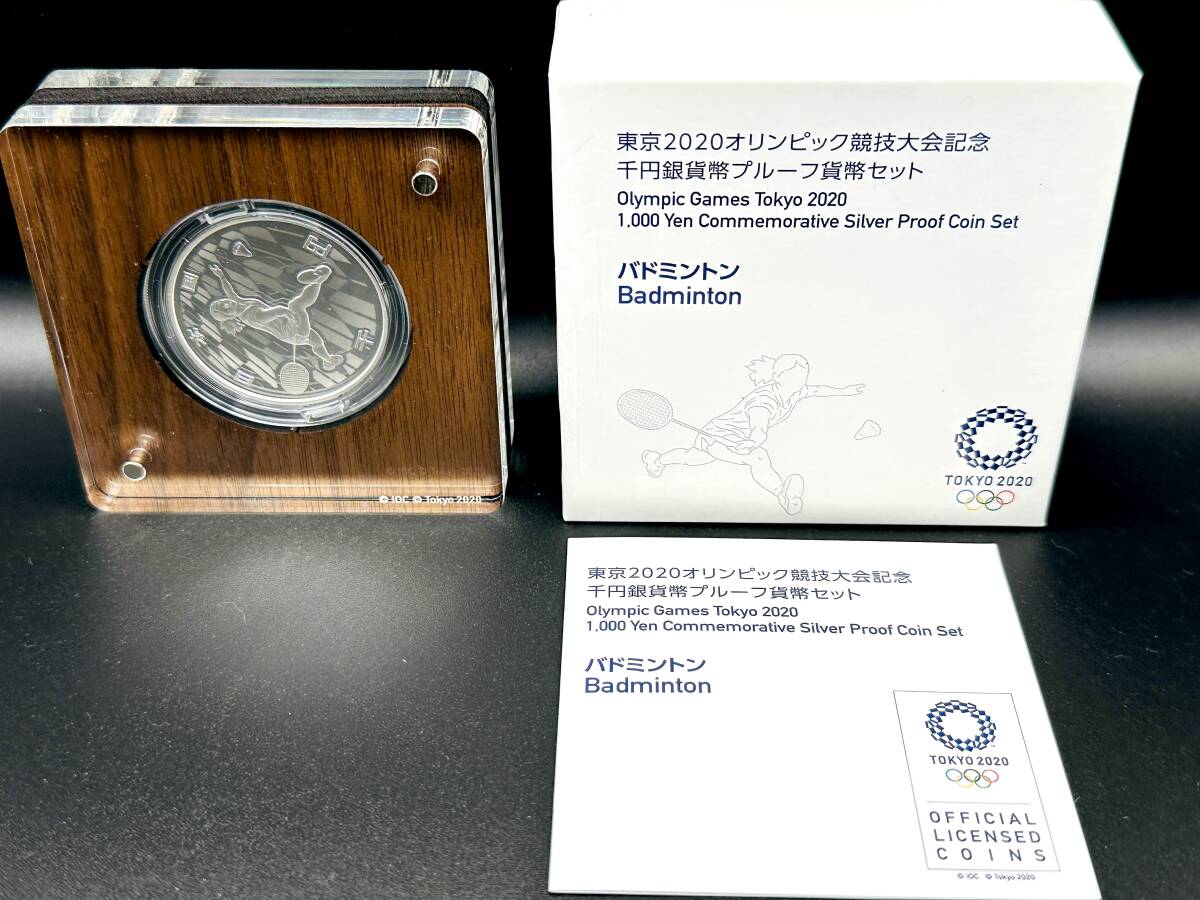 日本国
千円
© IOC © Tokyo 2020
東京2020オリンピック競技大会記念
千円銀貨幣プルーフ貨幣セット
Olympic Games Tokyo 2020
1,000 Yen Commemorative Silver Proof Coin Set
バドミントン
Badminton
TOKYO 2020
東京2020オリンピック競技大会記念
千円銀貨幣プルーフ貨幣セット
Olympic Games Tokyo 2020
1,000 Yen Commemorative Silver Proof Coin Set
バドミントン
Badminton
TOKYO 2020
OFFICIAL
LICENSED
COINS
© IOC © Tokyo 2020